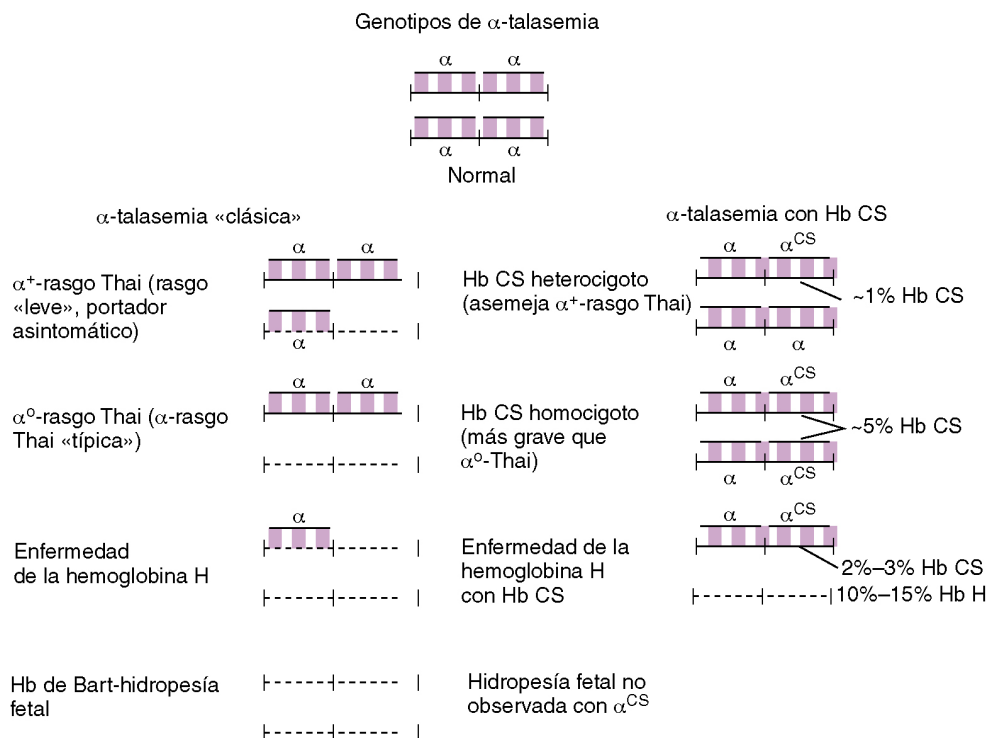 Genotipos de α-talasemia
α α
α α
Normal
α-talasemia «clásica»
α α
α⁺-rasgo Thai (rasgo
«leve», portador
asintomático)
α
α α
αº-rasgo Thai (α-rasgo
Thai «típica»)
α
Enfermedad
de la hemoglobina H
Hb de Bart-hidropesía
fetal
α-talasemia con Hb CS
α αCS
Hb CS heterocigoto
(asemeja α⁺-rasgo Thai)
~1% Hb CS
α α
α αCS
Hb CS homocigoto
(más grave que
αº-Thai)
~5% Hb CS
α αCS
α αCS
Enfermedad de la
hemoglobina H
con Hb CS
2%–3% Hb CS
10%–15% Hb H
Hidropesía fetal no
observada con αCS